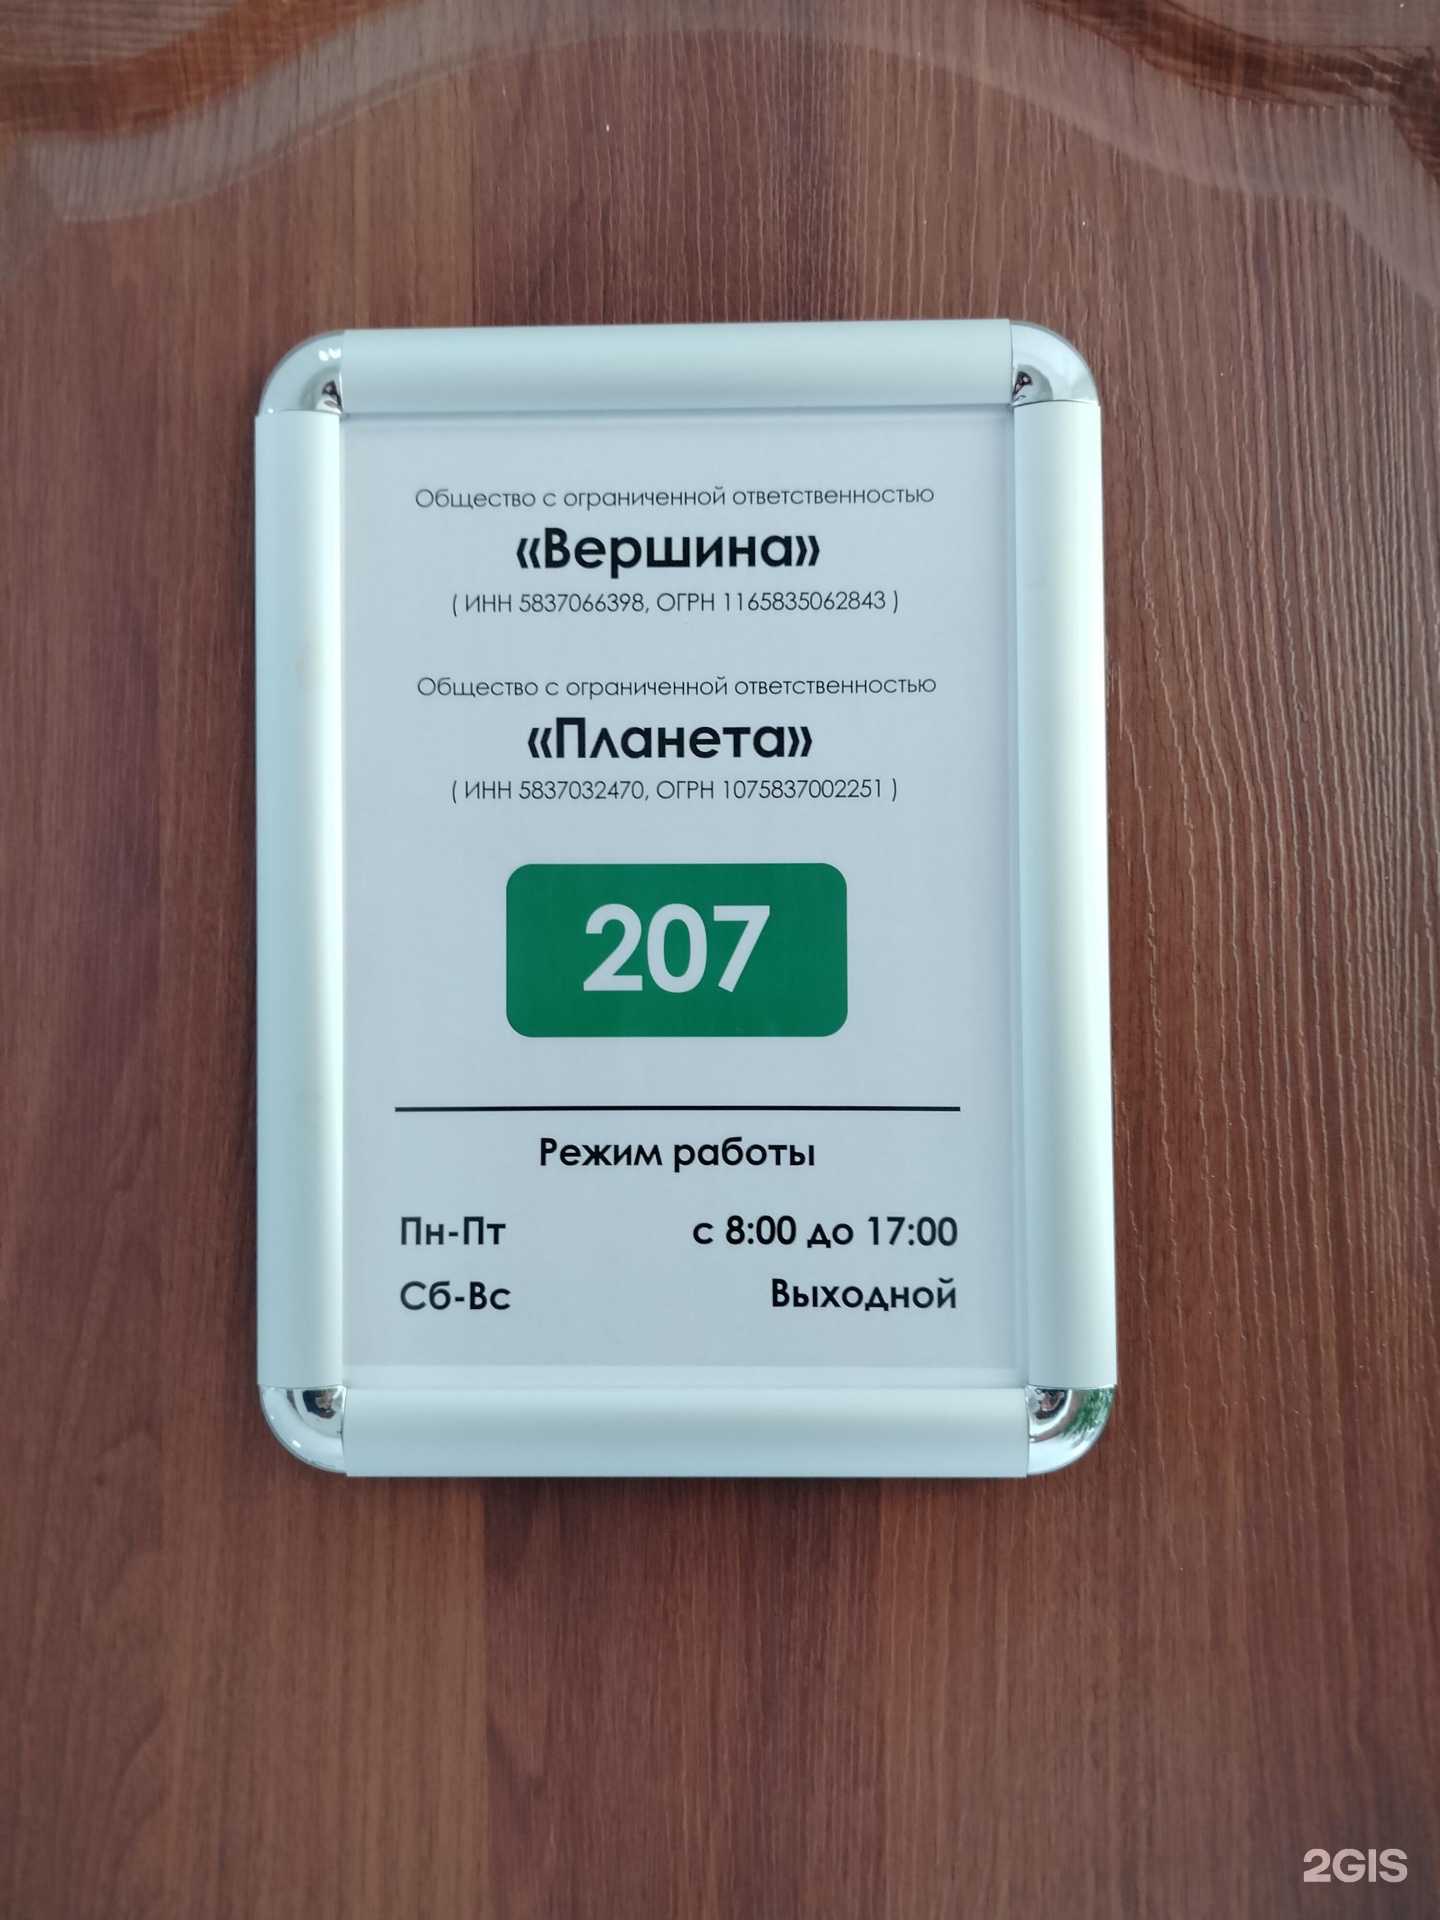 Общество с ограниченной ответственностью
«Вершина»
( ИНН 5837066398, ОГРН 1165835062843 )
Общество с ограниченной ответственностью
«Планета»
( ИНН 5837032470, ОГРН 1075837002251 )
207
Режим работы
Пн-Пт с 8:00 до 17:00
Сб-Вс Выходной
2GIS